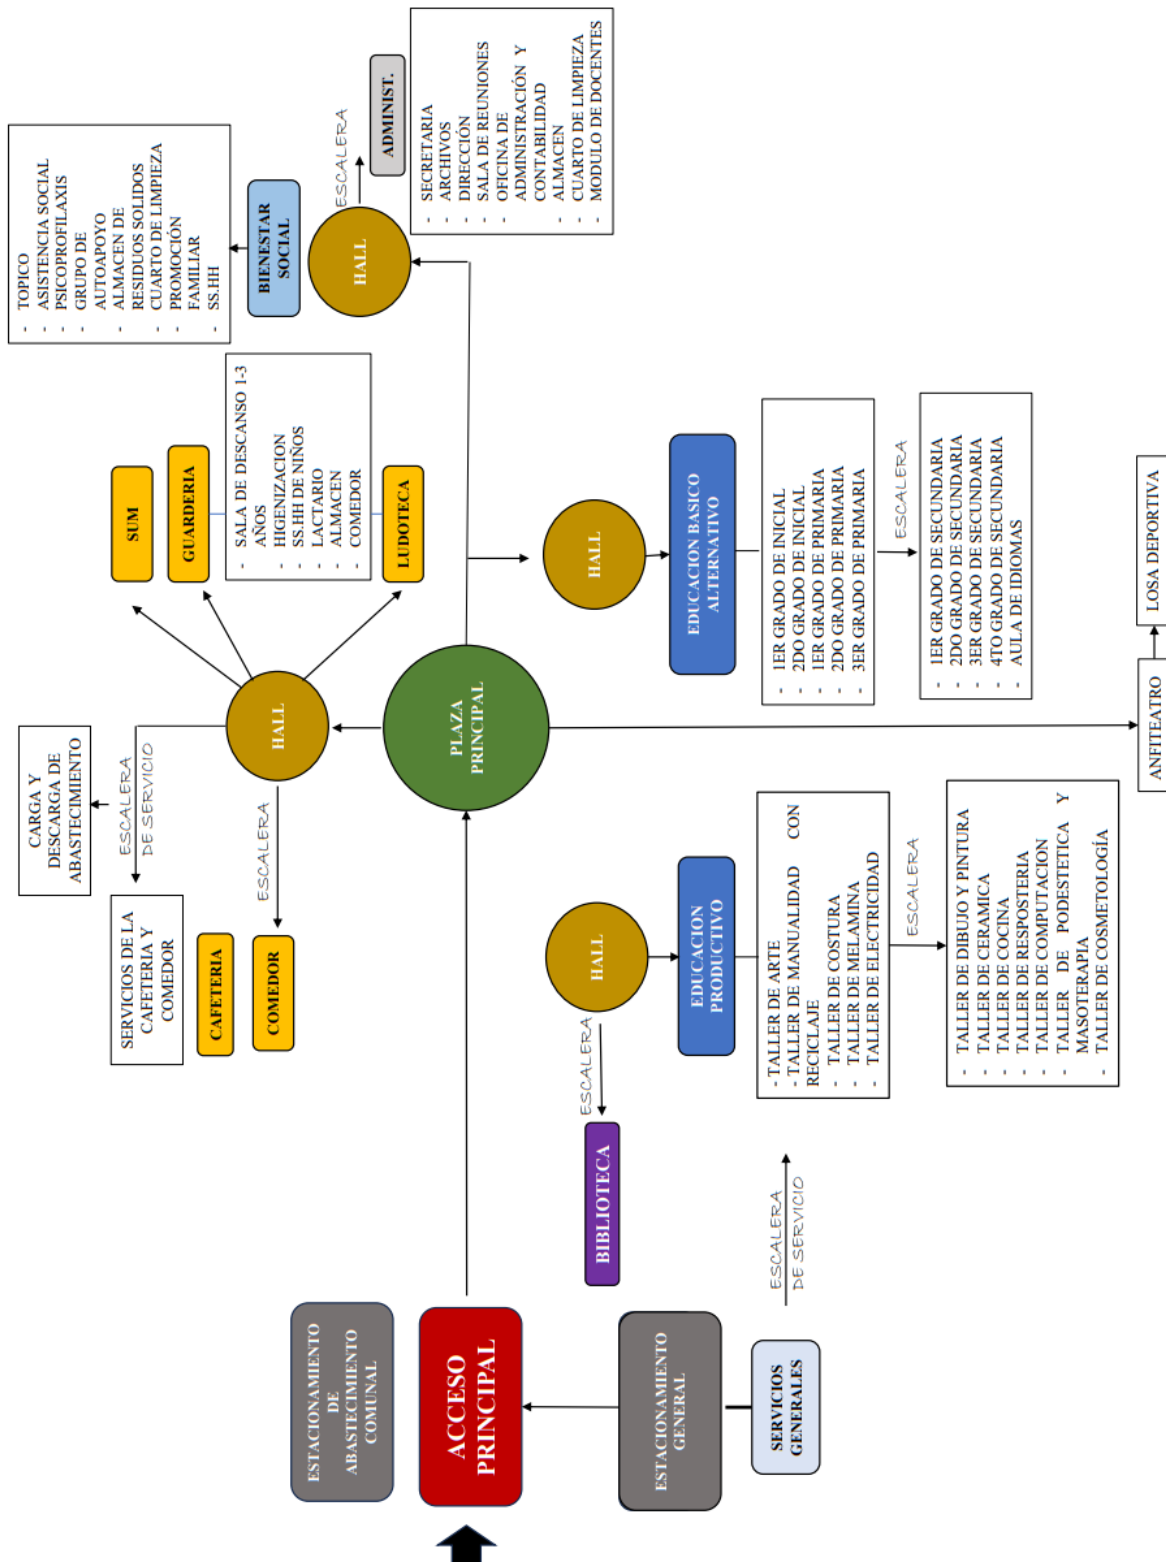 ESTACIONAMIENTO
DE
ABASTECIMIENTO
COMUNAL
ACCESO
PRINCIPAL
ESTACIONAMIENTO
GENERAL
SERVICIOS
GENERALES
ESCALERA
DE SERVICIO
CARGA Y
DESCARGA DE
ABASTECIMIENTO
ESCALERA
DE SERVICIO
SERVICIOS DE LA
CAFETERIA Y
COMEDOR
CAFETERIA
COMEDOR
ESCALERA
HALL
SUM
GUARDERIA
- SALA DE DESCANSO 1-3
AÑOS
- HIGENIZACION
- SS.HH DE NIÑOS
- LACTARIO
- ALMACEN
- COMEDOR
LUDOTECA
PLAZA
PRINCIPAL
- TOPICO
- ASISTENCIA SOCIAL
- PSICOPROFILAXIS
- GRUPO DE
AUTOAPOYO
- ALMACEN DE
RESIDUOS SOLIDOS
- CUARTO DE LIMPIEZA
- PROMOCIÓN
FAMILIAR
- SS.HH
BIENESTAR
SOCIAL
HALL
ESCALERA
ADMINIST.
- SECRETARIA
- ARCHIVOS
- DIRECCIÓN
- SALA DE REUNIONES
- OFICINA DE
ADMINISTRACIÓN Y
CONTABILIDAD
- ALMACEN
- CUARTO DE LIMPIEZA
- MODULO DE DOCENTES
BIBLIOTECA
ESCALERA
HALL
EDUCACION
PRODUCTIVO
- TALLER DE ARTE
- TALLER DE MANUALIDAD CON
RECICLAJE
- TALLER DE COSTURA
- TALLER DE MELAMINA
- TALLER DE ELECTRICIDAD
ESCALERA
- TALLER DE DIBUJO Y PINTURA
- TALLER DE CERAMICA
- TALLER DE COCINA
- TALLER DE RESPOSTERIA
- TALLER DE COMPUTACION
- TALLER DE PODESTETICA Y
MASOTERAPIA
- TALLER DE COSMETOLOGÍA
HALL
EDUCACION BASICO
ALTERNATIVO
- 1ER GRADO DE INICIAL
- 2DO GRADO DE INICIAL
- 1ER GRADO DE PRIMARIA
- 2DO GRADO DE PRIMARIA
- 3ER GRADO DE PRIMARIA
ESCALERA
- 1ER GRADO DE SECUNDARIA
- 2DO GRADO DE SECUNDARIA
- 3ER GRADO DE SECUNDARIA
- 4TO GRADO DE SECUNDARIA
- AULA DE IDIOMAS
ANFITEATRO
LOSA DEPORTIVA